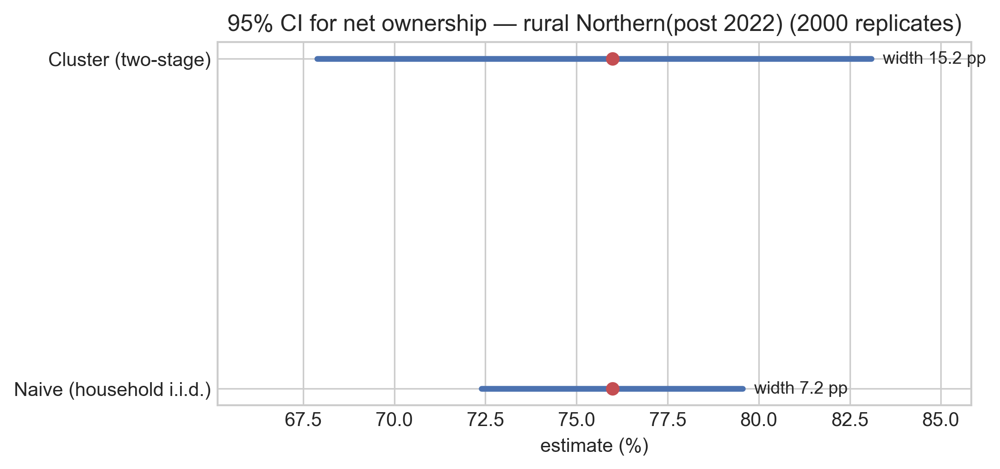 95% CI for net ownership — rural Northern(post 2022) (2000 replicates)
Cluster (two-stage)
width 15.2 pp
Naive (household i.i.d.)
width 7.2 pp
67.5 70.0 72.5 75.0 77.5 80.0 82.5 85.0
estimate (%)